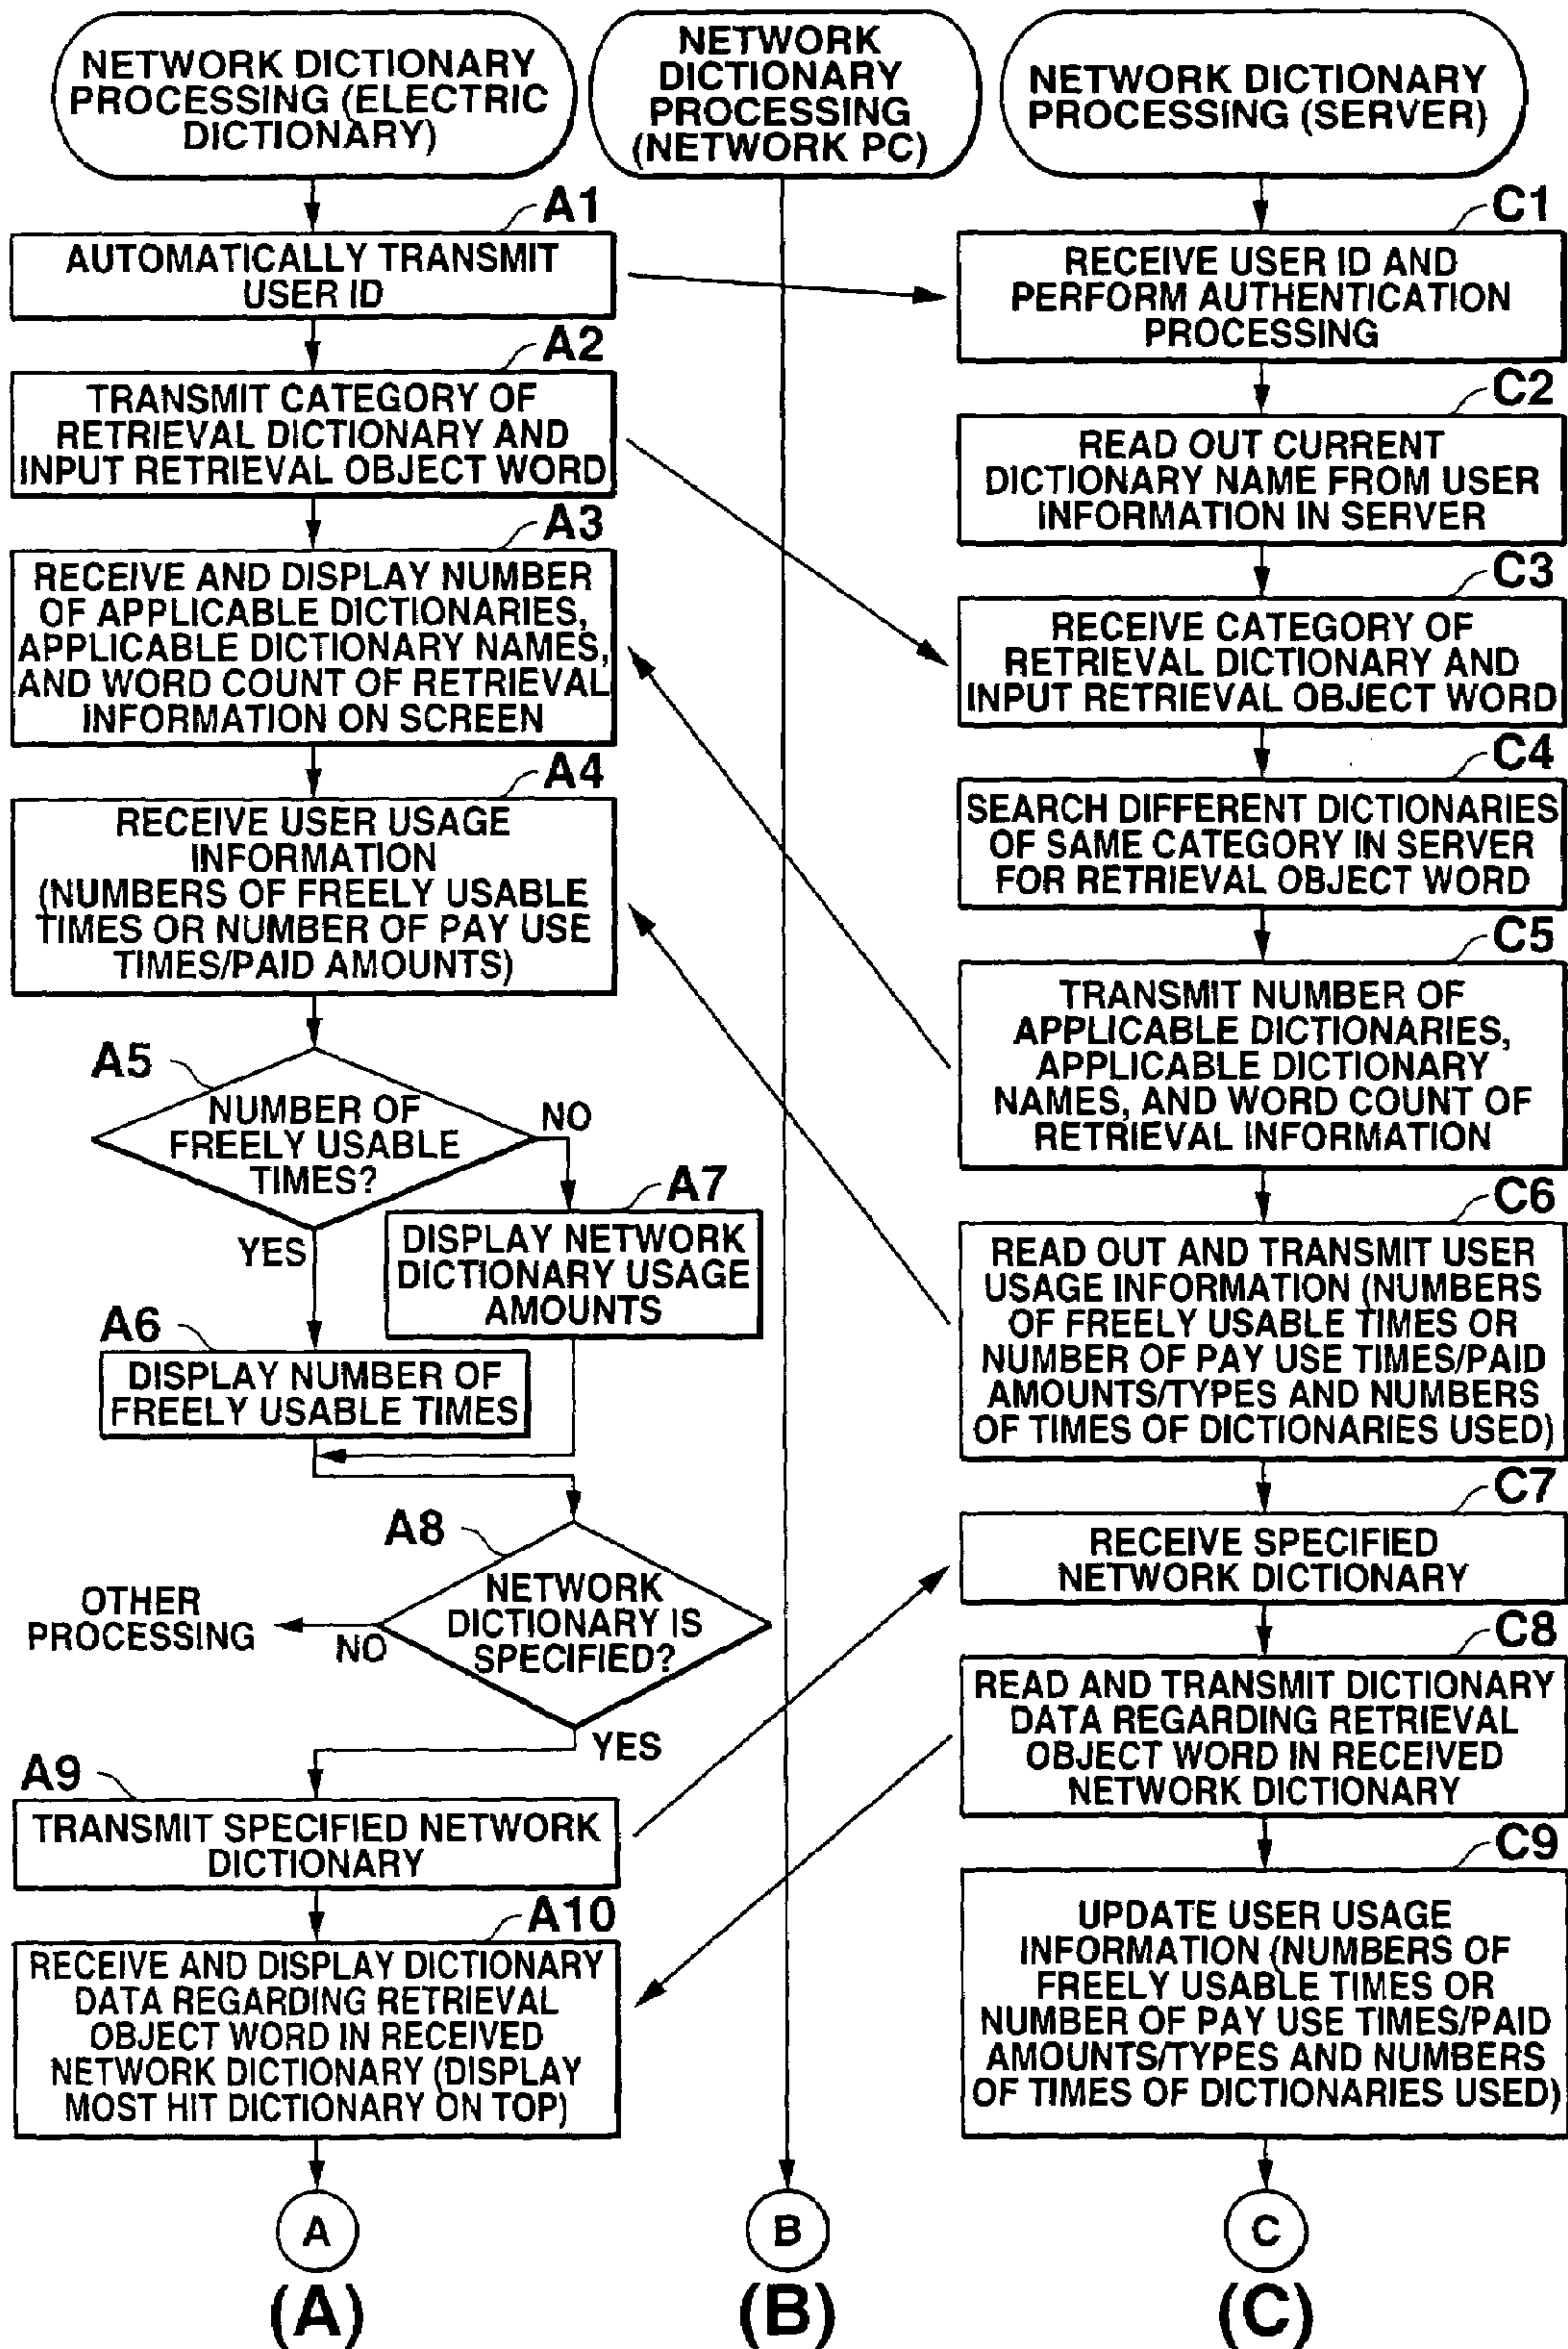 NETWORK DICTIONARY
PROCESSING (ELECTRIC
DICTIONARY)
A1
AUTOMATICALLY TRANSMIT
USER ID
A2
TRANSMIT CATEGORY OF
RETRIEVAL DICTIONARY AND
INPUT RETRIEVAL OBJECT WORD
A3
RECEIVE AND DISPLAY NUMBER
OF APPLICABLE DICTIONARIES,
APPLICABLE DICTIONARY NAMES,
AND WORD COUNT OF RETRIEVAL
INFORMATION ON SCREEN
A4
RECEIVE USER USAGE
INFORMATION
(NUMBERS OF FREELY USABLE
TIMES OR NUMBER OF PAY USE
TIMES/PAID AMOUNTS)
A5
NUMBER OF
FREELY USABLE
TIMES?
NO
YES
A7
DISPLAY NETWORK
DICTIONARY USAGE
AMOUNTS
A6
DISPLAY NUMBER OF
FREELY USABLE TIMES
A8
NETWORK
DICTIONARY IS
SPECIFIED?
NO
OTHER
PROCESSING
YES
A9
TRANSMIT SPECIFIED NETWORK
DICTIONARY
A10
RECEIVE AND DISPLAY DICTIONARY
DATA REGARDING RETRIEVAL
OBJECT WORD IN RECEIVED
NETWORK DICTIONARY (DISPLAY
MOST HIT DICTIONARY ON TOP)
A
(A)
NETWORK
DICTIONARY
PROCESSING
(NETWORK PC)
B
(B)
NETWORK DICTIONARY
PROCESSING (SERVER)
C1
RECEIVE USER ID AND
PERFORM AUTHENTICATION
PROCESSING
C2
READ OUT CURRENT
DICTIONARY NAME FROM USER
INFORMATION IN SERVER
C3
RECEIVE CATEGORY OF
RETRIEVAL DICTIONARY AND
INPUT RETRIEVAL OBJECT WORD
C4
SEARCH DIFFERENT DICTIONARIES
OF SAME CATEGORY IN SERVER
FOR RETRIEVAL OBJECT WORD
C5
TRANSMIT NUMBER OF
APPLICABLE DICTIONARIES,
APPLICABLE DICTIONARY
NAMES, AND WORD COUNT OF
RETRIEVAL INFORMATION
C6
READ OUT AND TRANSMIT USER
USAGE INFORMATION (NUMBERS
OF FREELY USABLE TIMES OR
NUMBER OF PAY USE TIMES/PAID
AMOUNTS/TYPES AND NUMBERS
OF TIMES OF DICTIONARIES USED)
C7
RECEIVE SPECIFIED
NETWORK DICTIONARY
C8
READ AND TRANSMIT DICTIONARY
DATA REGARDING RETRIEVAL
OBJECT WORD IN RECEIVED
NETWORK DICTIONARY
C9
UPDATE USER USAGE
INFORMATION (NUMBERS OF
FREELY USABLE TIMES OR
NUMBER OF PAY USE TIMES/PAID
AMOUNTS/TYPES AND NUMBERS
OF TIMES OF DICTIONARIES USED)
C
(C)